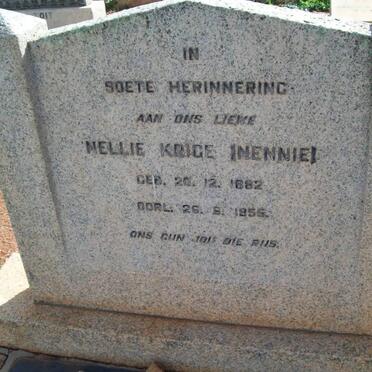 IN
SOETE HERINNERING
AAN ONS LIEWE
NELLIE KRIGE [NENNIE]
GEB. 20. 12. 1882
OORL. 26. 9. 1956.
ONS GUN JOU DIE RUS.